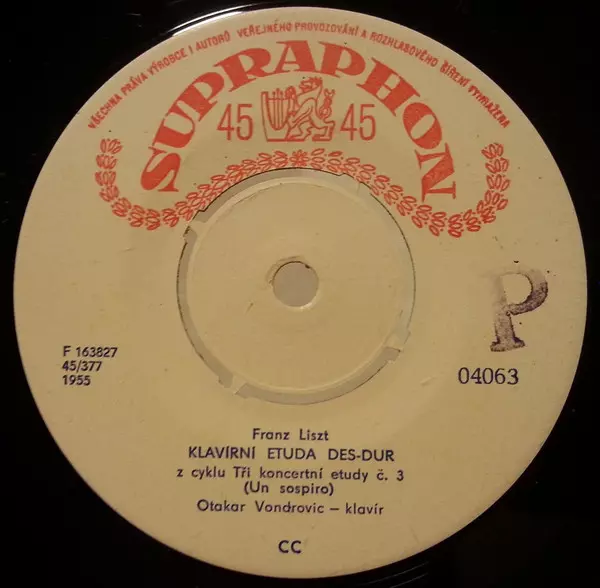 VŠECHNA PRÁVA VÝROBCE I AUTORŮ VEŘEJNÉHO PROVOZOVÁNÍ A ROZHLASOVÉHO ŠÍŘENÍ VYHRAZENA
SUPRAPHON
45 45
P
F 163827
45/377
1955
04063
Franz Liszt
KLAVÍRNÍ ETUDA DES-DUR
z cyklu Tři koncertní etudy č. 3
(Un sospiro)
Otakar Vondrovic – klavír
CC